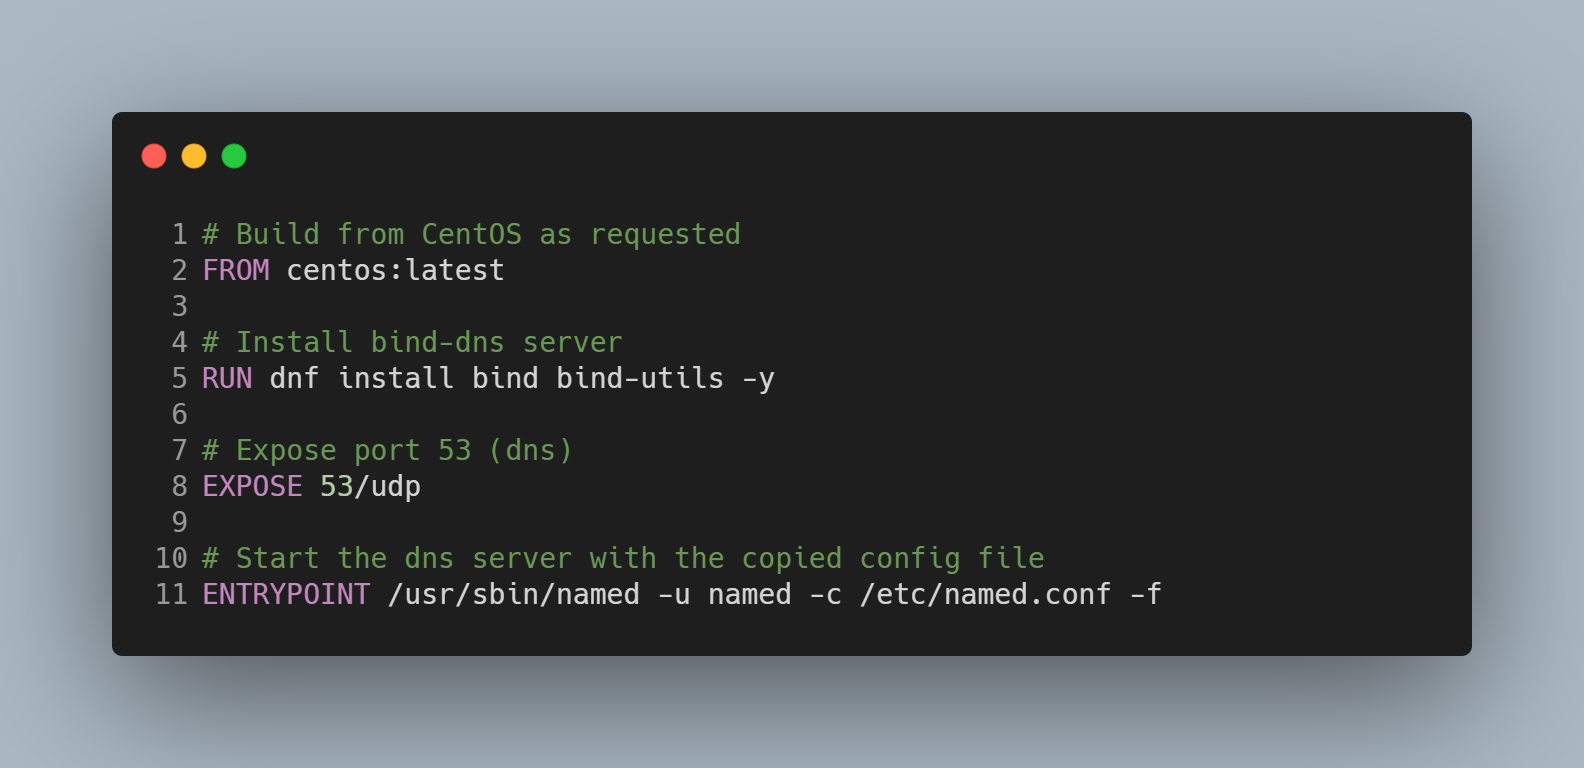 1 # Build from CentOS as requested
2 FROM centos:latest
3
4 # Install bind-dns server
5 RUN dnf install bind bind-utils -y
6
7 # Expose port 53 (dns)
8 EXPOSE 53/udp
9
10 # Start the dns server with the copied config file
11 ENTRYPOINT /usr/sbin/named -u named -c /etc/named.conf -f